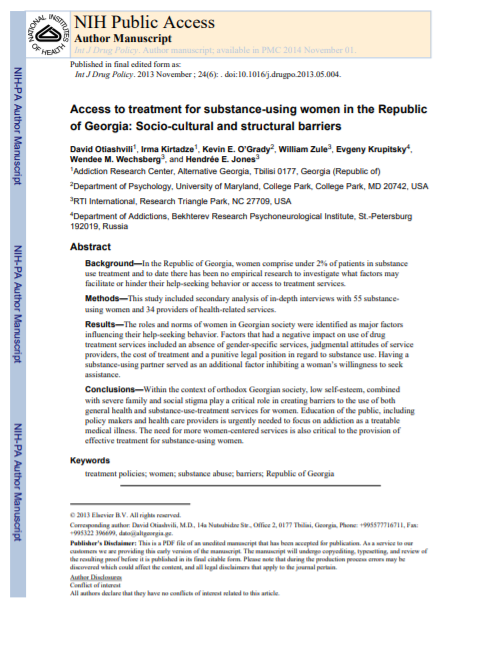 NATIONAL INSTITUTES OF HEALTH
NIH Public Access
Author Manuscript
Int J Drug Policy. Author manuscript; available in PMC 2014 November 01.
Published in final edited form as:
Int J Drug Policy. 2013 November ; 24(6): . doi:10.1016/j.drugpo.2013.05.004.
Access to treatment for substance-using women in the Republic
of Georgia: Socio-cultural and structural barriers
David Otiashvili1, Irma Kirtadze1, Kevin E. O'Grady2, William Zule3, Evgeny Krupitsky4,
Wendee M. Wechsberg3, and Hendrée E. Jones3
1Addiction Research Center, Alternative Georgia, Tbilisi 0177, Georgia (Republic of)
2Department of Psychology, University of Maryland, College Park, College Park, MD 20742, USA
3RTI International, Research Triangle Park, NC 27709, USA
4Department of Addictions, Bekhterev Research Psychoneurological Institute, St.-Petersburg
192019, Russia
Abstract
Background—In the Republic of Georgia, women comprise under 2% of patients in substance
use treatment and to date there has been no empirical research to investigate what factors may
facilitate or hinder their help-seeking behavior or access to treatment services.
Methods—This study included secondary analysis of in-depth interviews with 55 substance-
using women and 34 providers of health-related services.
Results—The roles and norms of women in Georgian society were identified as major factors
influencing their help-seeking behavior. Factors that had a negative impact on use of drug
treatment services included an absence of gender-specific services, judgmental attitudes of service
providers, the cost of treatment and a punitive legal position in regard to substance use. Having a
substance-using partner served as an additional factor inhibiting a woman's willingness to seek
assistance.
Conclusions—Within the context of orthodox Georgian society, low self-esteem, combined
with severe family and social stigma play a critical role in creating barriers to the use of both
general health and substance-use-treatment services for women. Education of the public, including
policy makers and health care providers is urgently needed to focus on addiction as a treatable
medical illness. The need for more women-centered services is also critical to the provision of
effective treatment for substance-using women.
Keywords
treatment policies; women; substance abuse; barriers; Republic of Georgia
© 2013 Elsevier B.V. All rights reserved.
Corresponding author: David Otiashvili, M.D., 14a Nutsubidze Str., Office 2, 0177 Tbilisi, Georgia, Phone: +995577716711, Fax:
+995322 396699, dato@altgeorgia.ge.
Publisher's Disclaimer: This is a PDF file of an unedited manuscript that has been accepted for publication. As a service to our
customers we are providing this early version of the manuscript. The manuscript will undergo copyediting, typesetting, and review of
the resulting proof before it is published in its final citable form. Please note that during the production process errors may be
discovered which could affect the content, and all legal disclaimers that apply to the journal pertain.
Author Disclosures
Conflict of interest
All authors declare that they have no conflicts of interest related to this article.
NIH-PA Author Manuscript
NIH-PA Author Manuscript
NIH-PA Author Manuscript